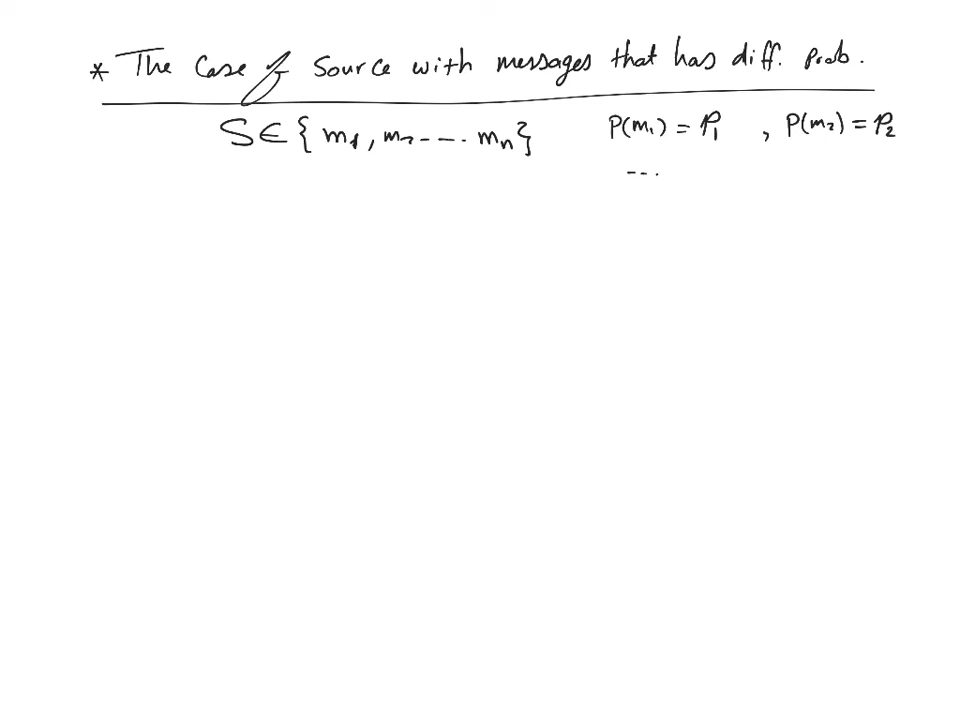 * The Case of Source with messages that has diff. prob.
S ∈ { m1, m2 ---. mn}  P(m1) = P1 , P(m2) = P2
---.